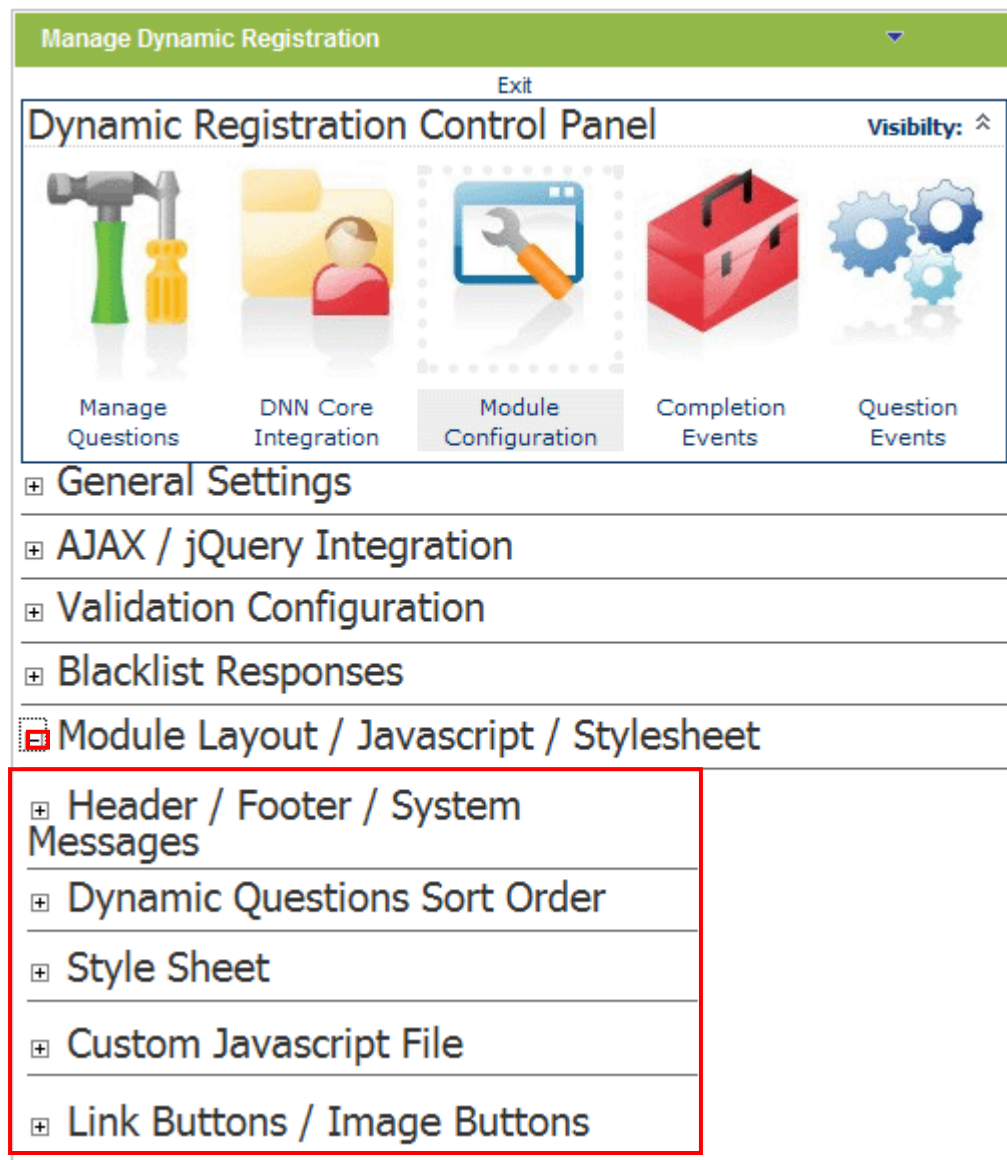 Manage Dynamic Registration
Exit
Dynamic Registration Control Panel Visibilty:
Manage Questions
DNN Core Integration
Module Configuration
Completion Events
Question Events
General Settings
AJAX / jQuery Integration
Validation Configuration
Blacklist Responses
Module Layout / Javascript / Stylesheet
Header / Footer / System
Messages
Dynamic Questions Sort Order
Style Sheet
Custom Javascript File
Link Buttons / Image Buttons